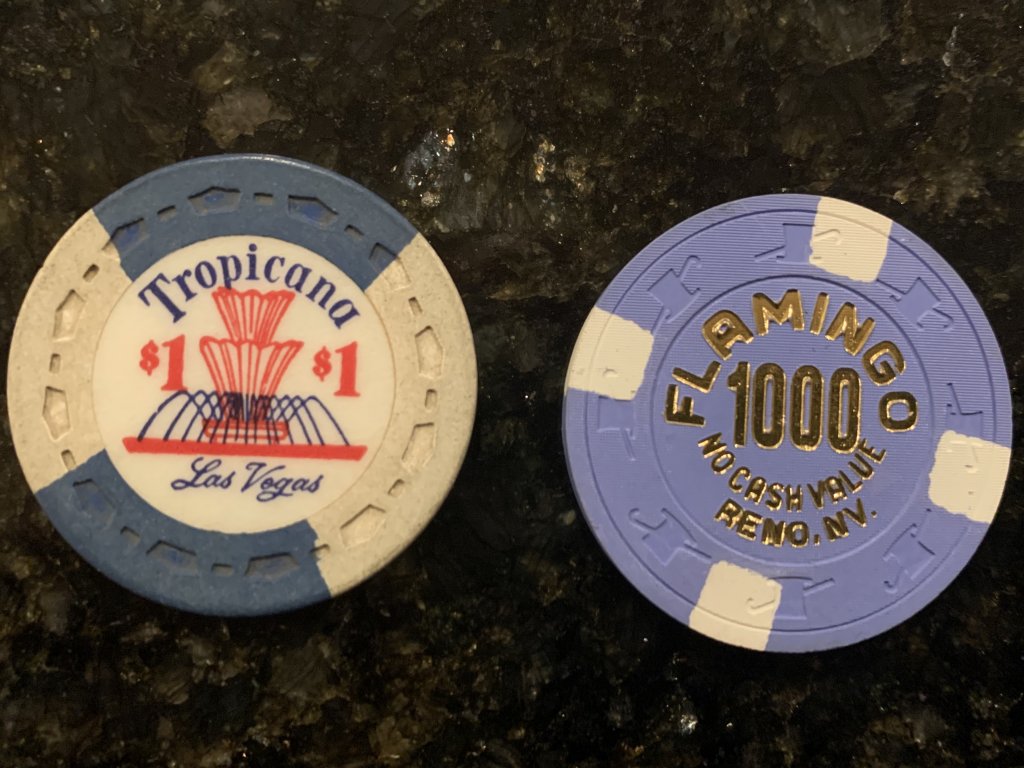 Tropicana
$1 $1
Las Vegas
FLAMINGO
1000
NO CASH VALUE
RENO, NV.